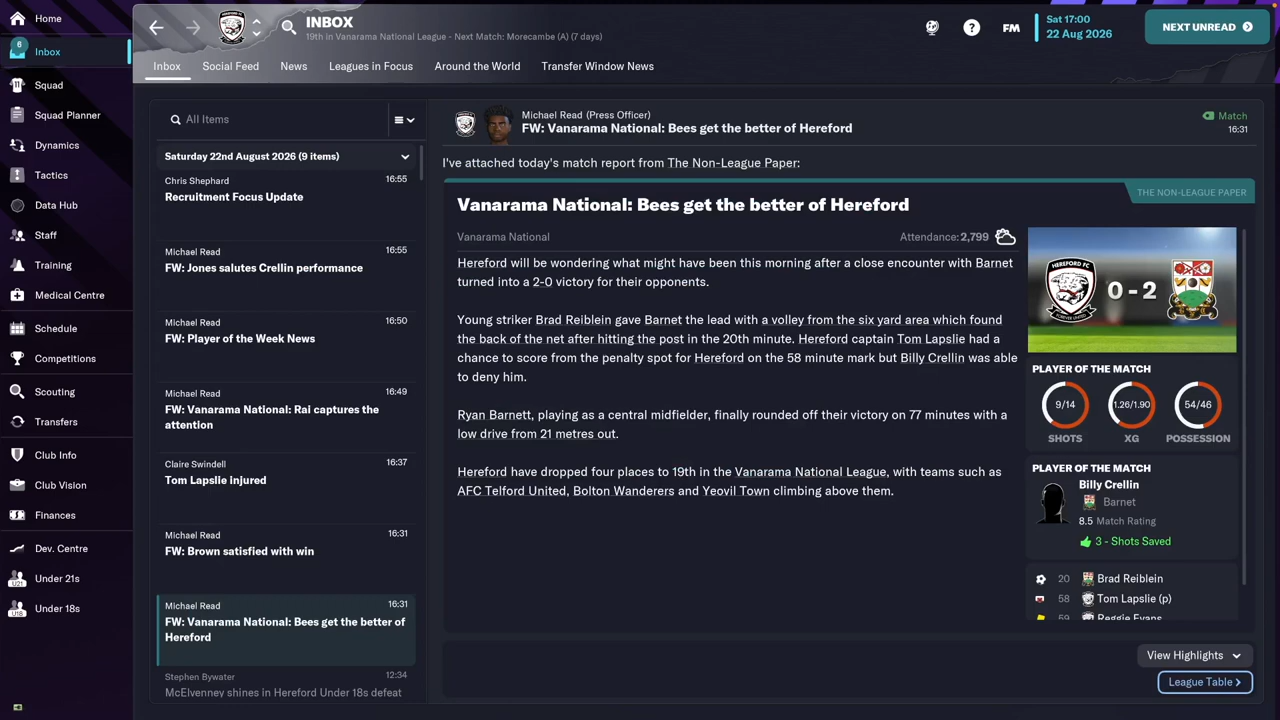 Home
6
Inbox
Squad
Squad Planner
Dynamics
Tactics
Data Hub
Staff
Training
Medical Centre
Schedule
Competitions
Scouting
Transfers
Club Info
Club Vision
Finances
Dev. Centre
U21
Under 21s
U18
Under 18s
INBOX
19th in Vanarama National League - Next Match: Morecambe (A) (7 days)
? FM
Sat 17:00
22 Aug 2026
NEXT UNREAD
Inbox Social Feed News Leagues in Focus Around the World Transfer Window News
All Items
Saturday 22nd August 2026 (9 items)
Chris Shephard 16:55
Recruitment Focus Update
Michael Read 16:55
FW: Jones salutes Crellin performance
Michael Read 16:50
FW: Player of the Week News
Michael Read 16:49
FW: Vanarama National: Rai captures the
attention
Claire Swindell 16:37
Tom Lapslie injured
Michael Read 16:31
FW: Brown satisfied with win
Michael Read 16:31
FW: Vanarama National: Bees get the better of
Hereford
Stephen Bywater 12:34
McElvenney shines in Hereford Under 18s defeat
Michael Read (Press Officer)
FW: Vanarama National: Bees get the better of Hereford
Match
16:31
I've attached today's match report from The Non-League Paper:
THE NON-LEAGUE PAPER
Vanarama National: Bees get the better of Hereford
Vanarama National Attendance: 2,799
Hereford will be wondering what might have been this morning after a close encounter with Barnet
turned into a 2-0 victory for their opponents.
Young striker Brad Reiblein gave Barnet the lead with a volley from the six yard area which found
the back of the net after hitting the post in the 20th minute. Hereford captain Tom Lapslie had a
chance to score from the penalty spot for Hereford on the 58 minute mark but Billy Crellin was able
to deny him.
Ryan Barnett, playing as a central midfielder, finally rounded off their victory on 77 minutes with a
low drive from 21 metres out.
Hereford have dropped four places to 19th in the Vanarama National League, with teams such as
AFC Telford United, Bolton Wanderers and Yeovil Town climbing above them.
HEREFORD FC
0 - 2
PLAYER OF THE MATCH
9/14 1.26/1.90 54/46
SHOTS XG POSSESSION
PLAYER OF THE MATCH
Billy Crellin
Barnet
8.5 Match Rating
3 - Shots Saved
20 Brad Reiblein
58 Tom Lapslie (p)
59 Reggie Evans
View Highlights
League Table